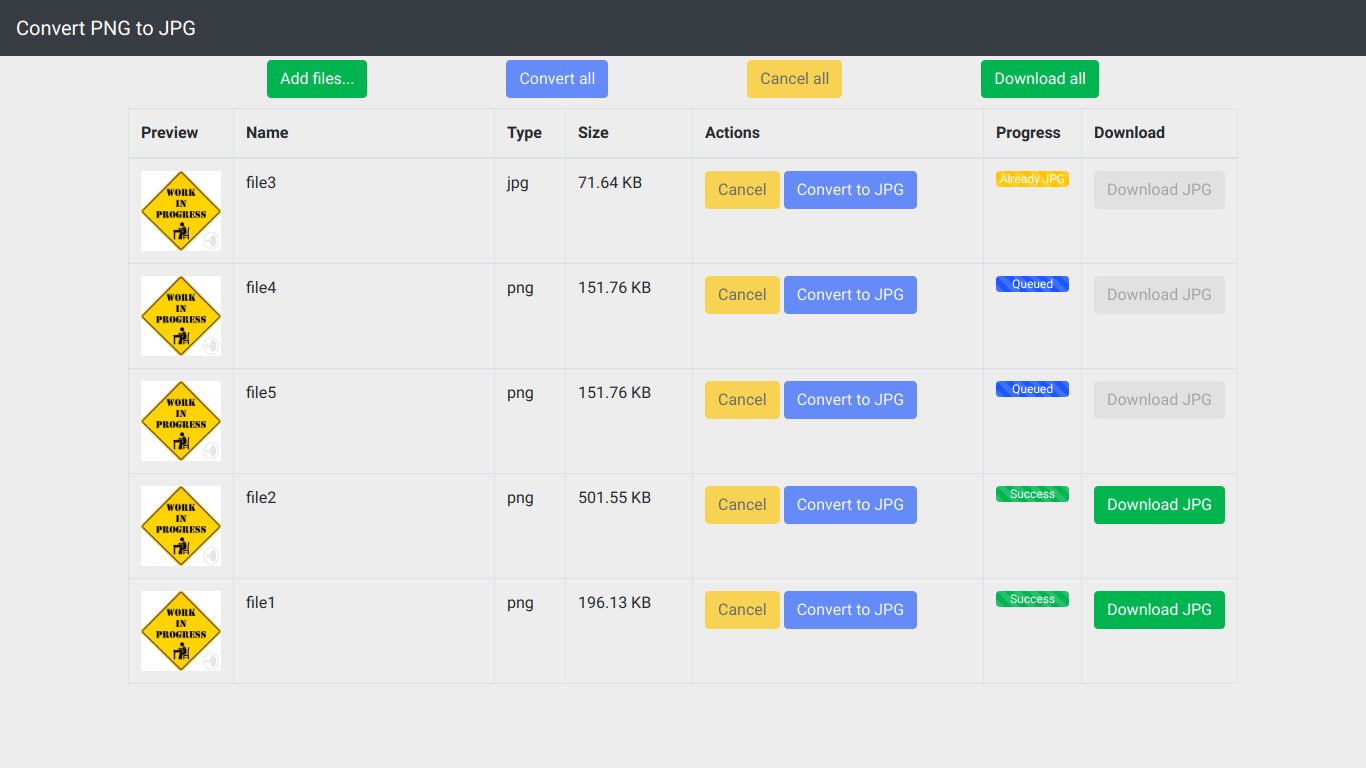 Convert PNG to JPG
Add files... Convert all Cancel all Download all
Preview Name Type Size Actions Progress Download
WORK
IN
PROGRESS
file3 jpg 71.64 KB Cancel Convert to JPG Already JPG Download JPG
WORK
IN
PROGRESS
file4 png 151.76 KB Cancel Convert to JPG Queued Download JPG
WORK
IN
PROGRESS
file5 png 151.76 KB Cancel Convert to JPG Queued Download JPG
WORK
IN
PROGRESS
file2 png 501.55 KB Cancel Convert to JPG Success Download JPG
WORK
IN
PROGRESS
file1 png 196.13 KB Cancel Convert to JPG Success Download JPG